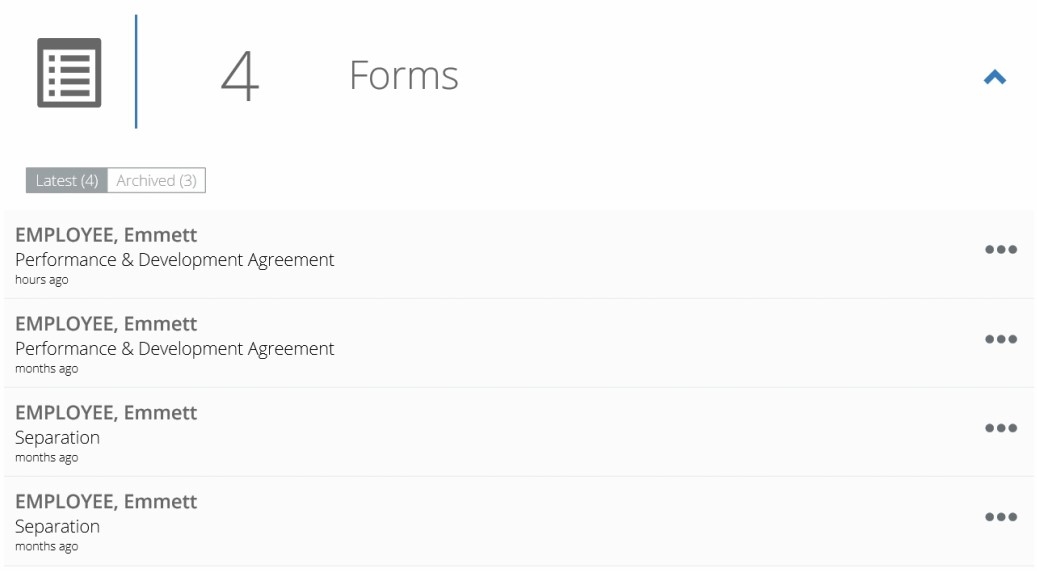 4 Forms
Latest (4) Archived (3)
EMPLOYEE, Emmett
Performance & Development Agreement
hours ago
EMPLOYEE, Emmett
Performance & Development Agreement
months ago
EMPLOYEE, Emmett
Separation
months ago
EMPLOYEE, Emmett
Separation
months ago